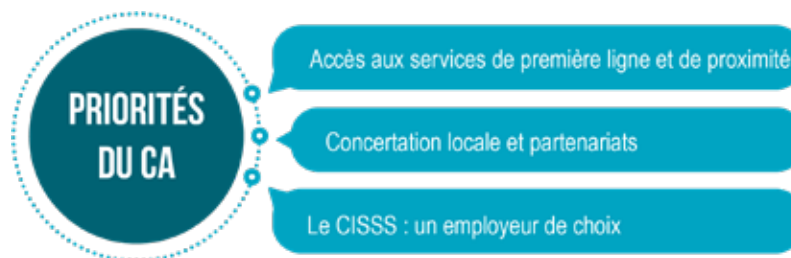 PRIORITÉS
DU CA
Accès aux services de première ligne et de proximité
Concertation locale et partenariats
Le CISSS : un employeur de choix